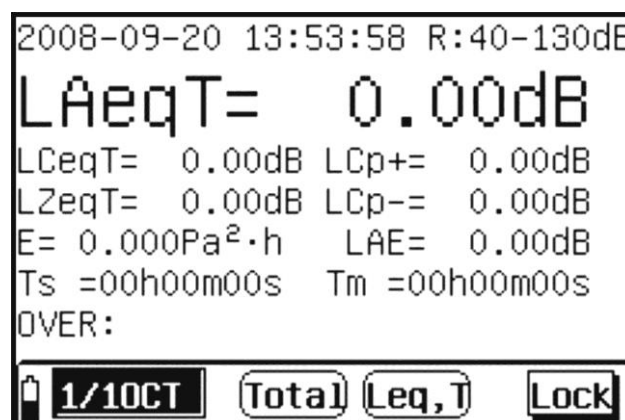 2008-09-20 13:53:58 R:40-130dB
LAeqT= 0.00dB
LCeqT= 0.00dB LCp+= 0.00dB
LZeqT= 0.00dB LCp-= 0.00dB
E= 0.000Pa²·h LAE= 0.00dB
Ts =00h00m00s Tm =00h00m00s
OVER:
1/1OCT Total Leq,T Lock